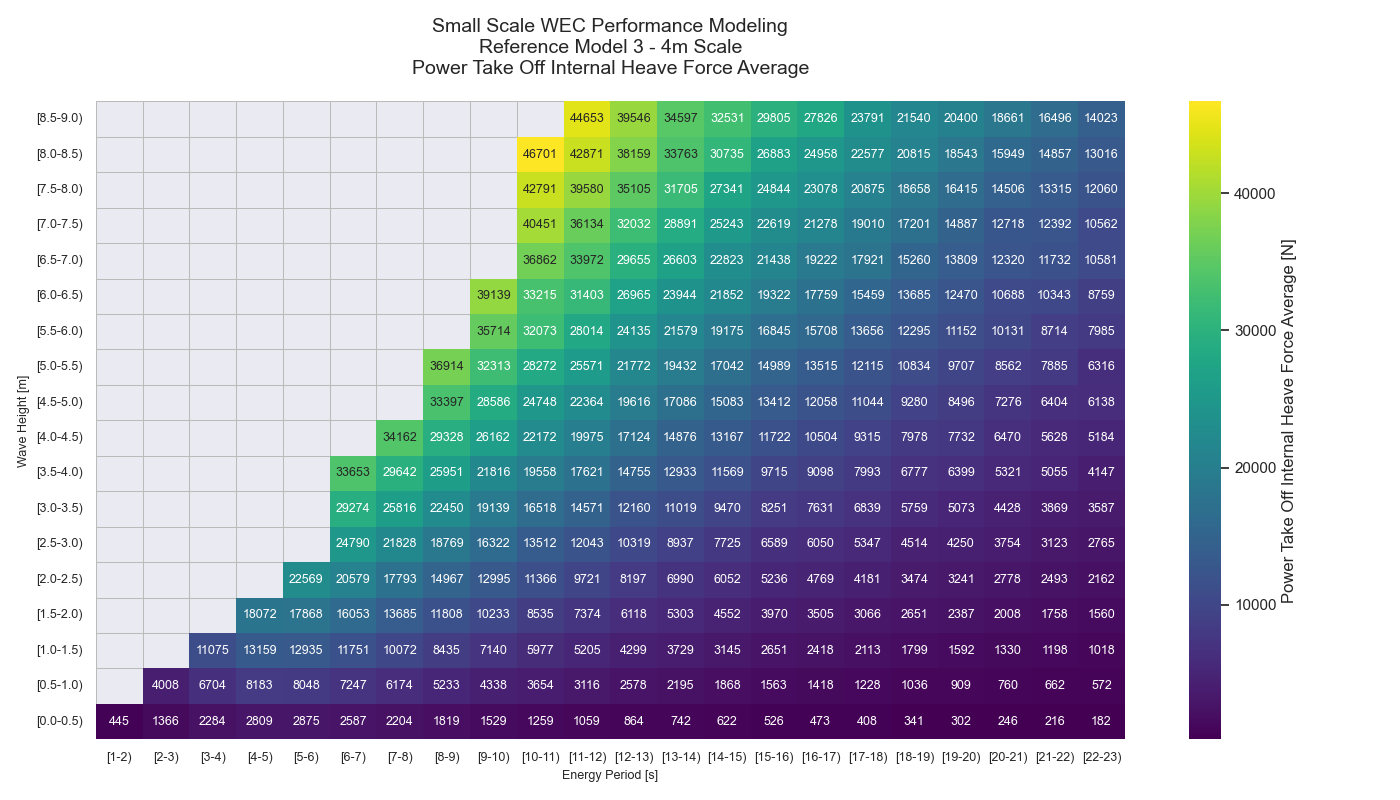 Small Scale WEC Performance Modeling
Reference Model 3 - 4m Scale
Power Take Off Internal Heave Force Average
[8.5-9.0) 44653 39546 34597 32531 29805 27826 23791 21540 20400 18661 16496 14023
[8.0-8.5) 46701 42871 38159 33763 30735 26883 24958 22577 20815 18543 15949 14857 13016
[7.5-8.0) 42791 39580 35105 31705 27341 24844 23078 20875 18658 16415 14506 13315 12060
[7.0-7.5) 40451 36134 32032 28891 25243 22619 21278 19010 17201 14887 12718 12392 10562
[6.5-7.0) 36862 33972 29655 26603 22823 21438 19222 17921 15260 13809 12320 11732 10581
[6.0-6.5) 39139 33215 31403 26965 23944 21852 19322 17759 15459 13685 12470 10688 10343 8759
[5.5-6.0) 35714 32073 28014 24135 21579 19175 16845 15708 13656 12295 11152 10131 8714 7985
[5.0-5.5) 36914 32313 28272 25571 21772 19432 17042 14989 13515 12115 10834 9707 8562 7885 6316
[4.5-5.0) 33397 28586 24748 22364 19616 17086 15083 13412 12058 11044 9280 8496 7276 6404 6138
[4.0-4.5) 34162 29328 26162 22172 19975 17124 14876 13167 11722 10504 9315 7978 7732 6470 5628 5184
[3.5-4.0) 33653 29642 25951 21816 19558 17621 14755 12933 11569 9715 9098 7993 6777 6399 5321 5055 4147
[3.0-3.5) 29274 25816 22450 19139 16518 14571 12160 11019 9470 8251 7631 6839 5759 5073 4428 3869 3587
[2.5-3.0) 24790 21828 18769 16322 13512 12043 10319 8937 7725 6589 6050 5347 4514 4250 3754 3123 2765
[2.0-2.5) 22569 20579 17793 14967 12995 11366 9721 8197 6990 6052 5236 4769 4181 3474 3241 2778 2493 2162
[1.5-2.0) 18072 17868 16053 13685 11808 10233 8535 7374 6118 5303 4552 3970 3505 3066 2651 2387 2008 1758 1560
[1.0-1.5) 11075 13159 12935 11751 10072 8435 7140 5977 5205 4299 3729 3145 2651 2418 2113 1799 1592 1330 1198 1018
[0.5-1.0) 4008 6704 8183 8048 7247 6174 5233 4338 3654 3116 2578 2195 1868 1563 1418 1228 1036 909 760 662 572
[0.0-0.5) 445 1366 2284 2809 2875 2587 2204 1819 1529 1259 1059 864 742 622 526 473 408 341 302 246 216 182
[1-2) [2-3) [3-4) [4-5) [5-6) [6-7) [7-8) [8-9) [9-10) [10-11) [11-12) [12-13) [13-14) [14-15) [15-16) [16-17) [17-18) [18-19) [19-20) [20-21) [21-22) [22-23)
Energy Period [s]
Wave Height [m]
40000
30000
20000
10000
Power Take Off Internal Heave Force Average [N]